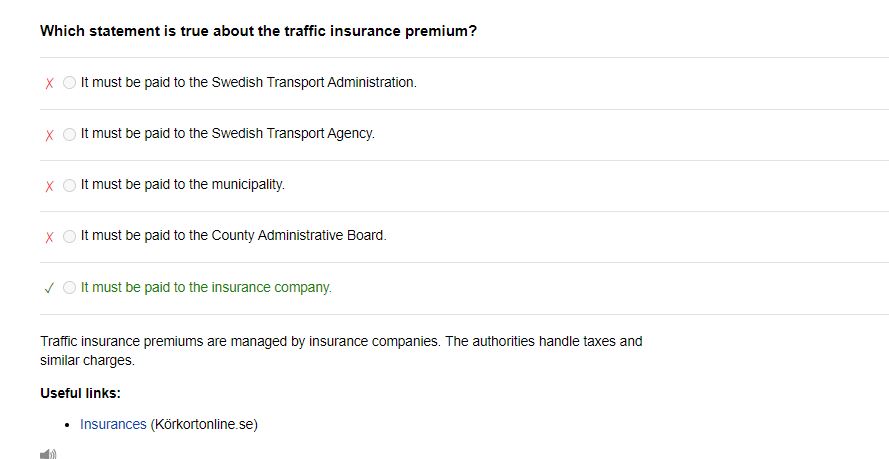 Which statement is true about the traffic insurance premium?
It must be paid to the Swedish Transport Administration.
It must be paid to the Swedish Transport Agency.
It must be paid to the municipality.
It must be paid to the County Administrative Board.
It must be paid to the insurance company.
Traffic insurance premiums are managed by insurance companies. The authorities handle taxes and
similar charges.
Useful links:
Insurances (Körkortonline.se)